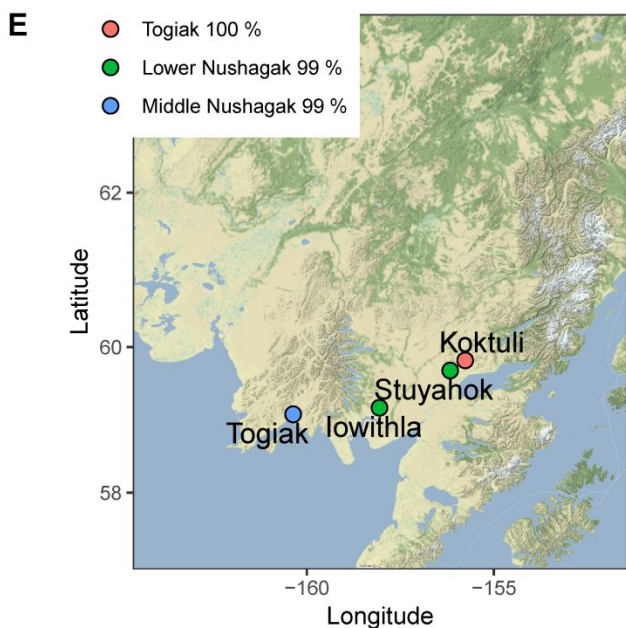 E
Togiak 100 %
Lower Nushagak 99 %
Middle Nushagak 99 %
62
60
58
Latitude
Koktuli
Stuyahok
Iowithla
Togiak
−160
−155
Longitude